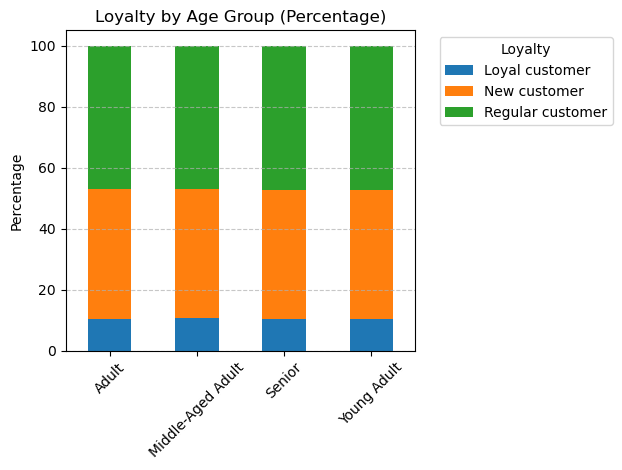 Loyalty by Age Group (Percentage)
Percentage
100
80
60
40
20
0
Adult
Middle-Aged Adult
Senior
Young Adult
Loyalty
Loyal customer
New customer
Regular customer